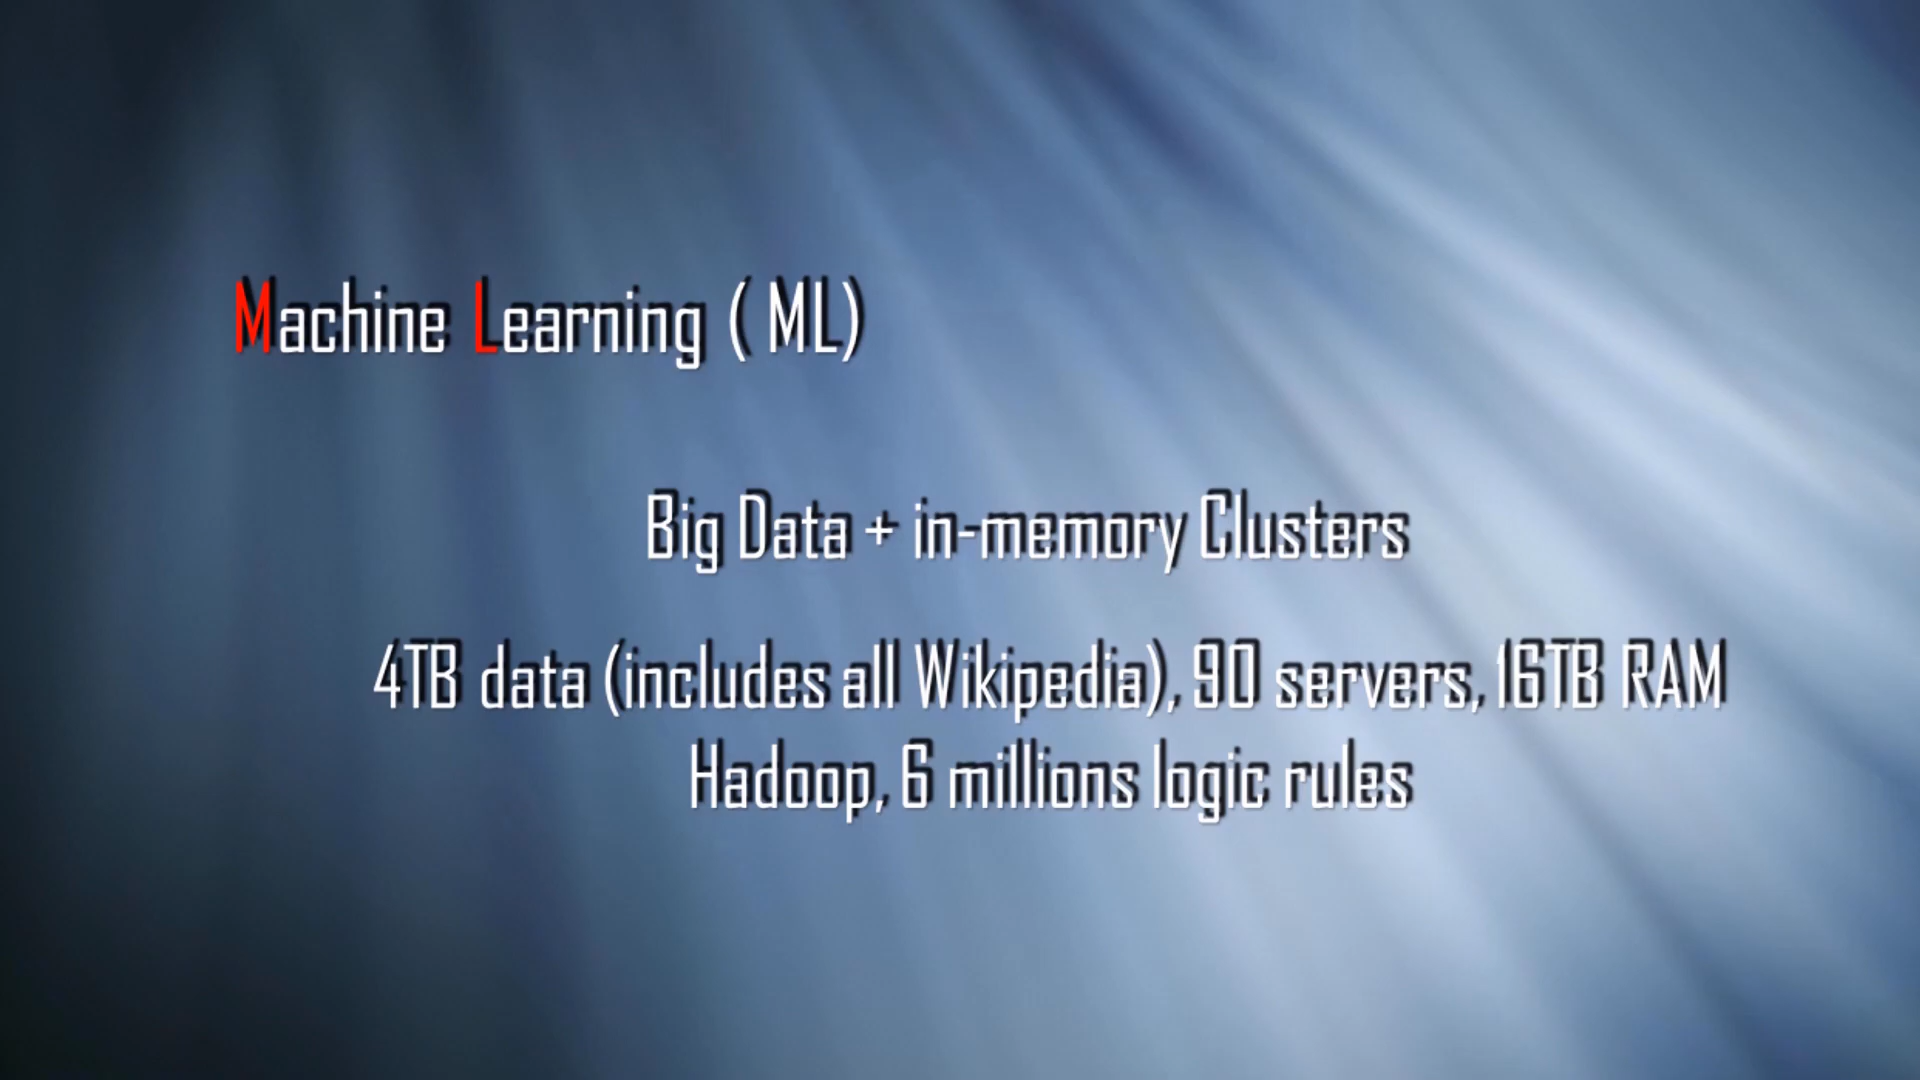 Machine Learning ( ML)
Big Data + in-memory Clusters
4TB data (includes all Wikipedia), 90 servers, 16TB RAM
Hadoop, 6 millions logic rules